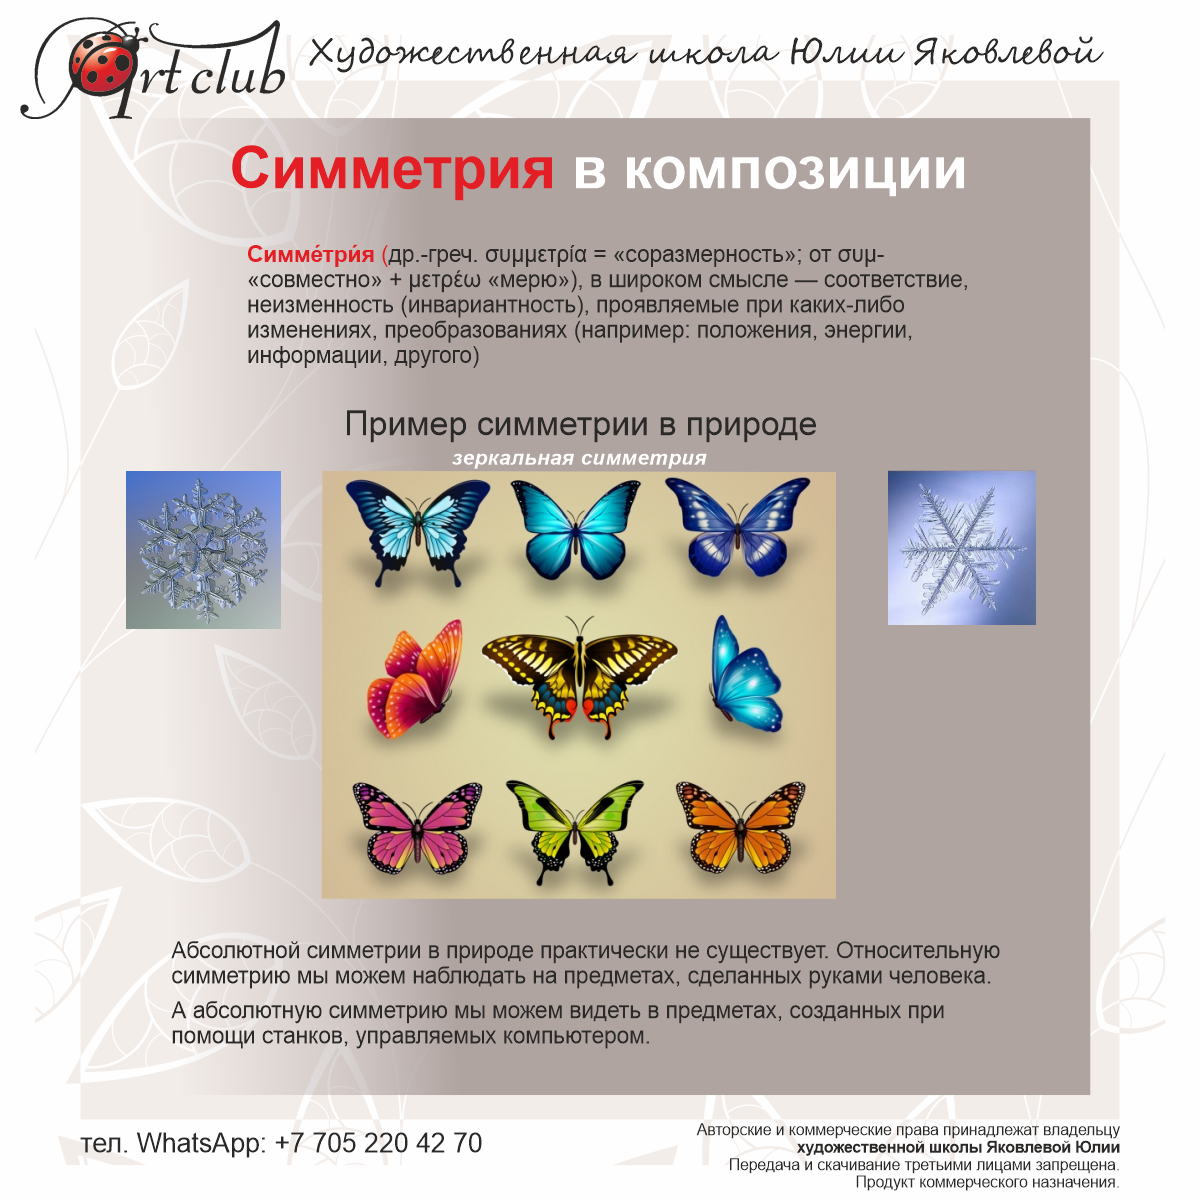 Art club
Художественная школа Юлии Яковлевой
Симметрия в композиции
Симме́три́я (др.-греч. συμμετρία = «соразмерность»; от συμ-
«совместно» + μετρέω «мерю»), в широком смысле — соответствие,
неизменность (инвариантность), проявляемые при каких-либо
изменениях, преобразованиях (например: положения, энергии,
информации, другого)
Пример симметрии в природе
зеркальная симметрия
Абсолютной симметрии в природе практически не существует. Относительную
симметрию мы можем наблюдать на предметах, сделанных руками человека.
А абсолютную симметрию мы можем видеть в предметах, созданных при
помощи станков, управляемых компьютером.
тел. WhatsApp: +7 705 220 42 70
Авторские и коммерческие права принадлежат владельцу
художественной школы Яковлевой Юлии
Передача и скачивание третьими лицами запрещена.
Продукт коммерческого назначения.